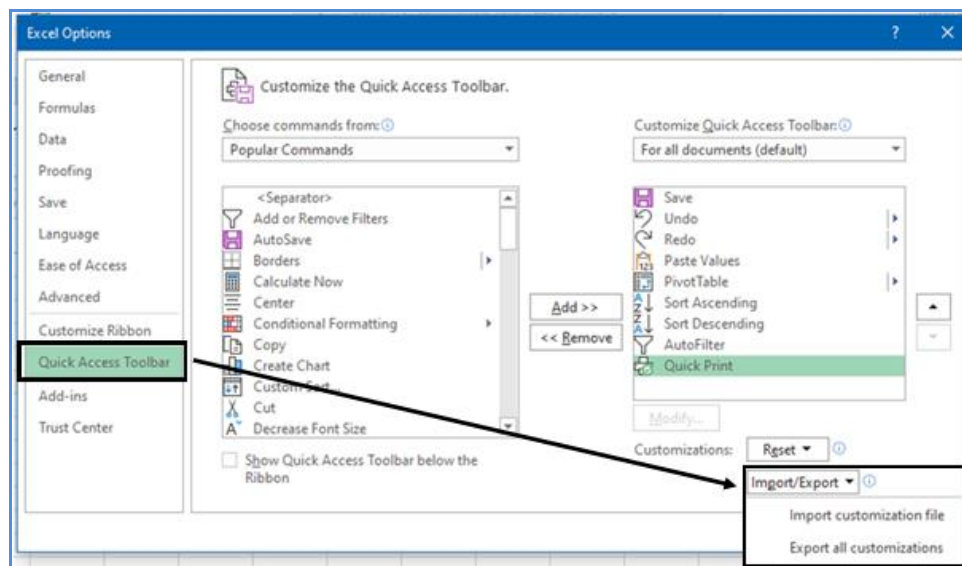 Excel Options
?
General
Formulas
Data
Proofing
Save
Language
Ease of Access
Advanced
Customize Ribbon
Quick Access Toolbar
Add-ins
Trust Center
Customize the Quick Access Toolbar.
Choose commands from:
Popular Commands
<Separator>
Add or Remove Filters
AutoSave
Borders
Calculate Now
Center
Conditional Formatting
Copy
Create Chart
Custom Sort...
Cut
Decrease Font Size
Show Quick Access Toolbar below the
Ribbon
Add >>
<< Remove
Customize Quick Access Toolbar:
For all documents (default)
Save
Undo
Redo
Paste Values
PivotTable
Sort Ascending
Sort Descending
AutoFilter
Quick Print
Modify...
Customizations:
Reset
Import/Export
Import customization file
Export all customizations